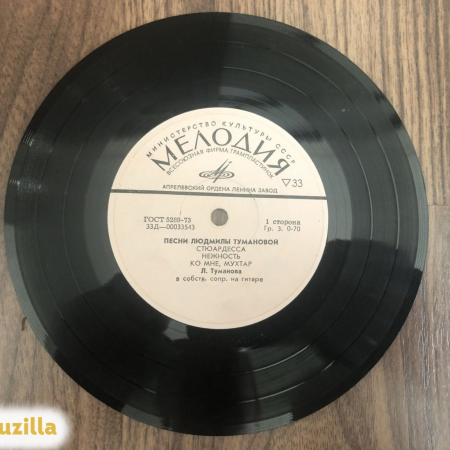 МИНИСТЕРСТВО КУЛЬТУРЫ СССР
МЕЛОДИЯ
ВСЕСОЮЗНАЯ ФИРМА ГРАМПЛАСТИНОК
АПРЕЛЕВСКИЙ ОРДЕНА ЛЕНИНА ЗАВОД
▽33
ГОСТ 5289-73
33Д—00033543
1 сторона
Гр. 3. 0-70
ПЕСНИ ЛЮДМИЛЫ ТУМАНОВОЙ
СТЮАРДЕССА
НЕЖНОСТЬ
КО МНЕ, МУХТАР
Л. Туманова
в собств. сопр. на гитаре
uzilla